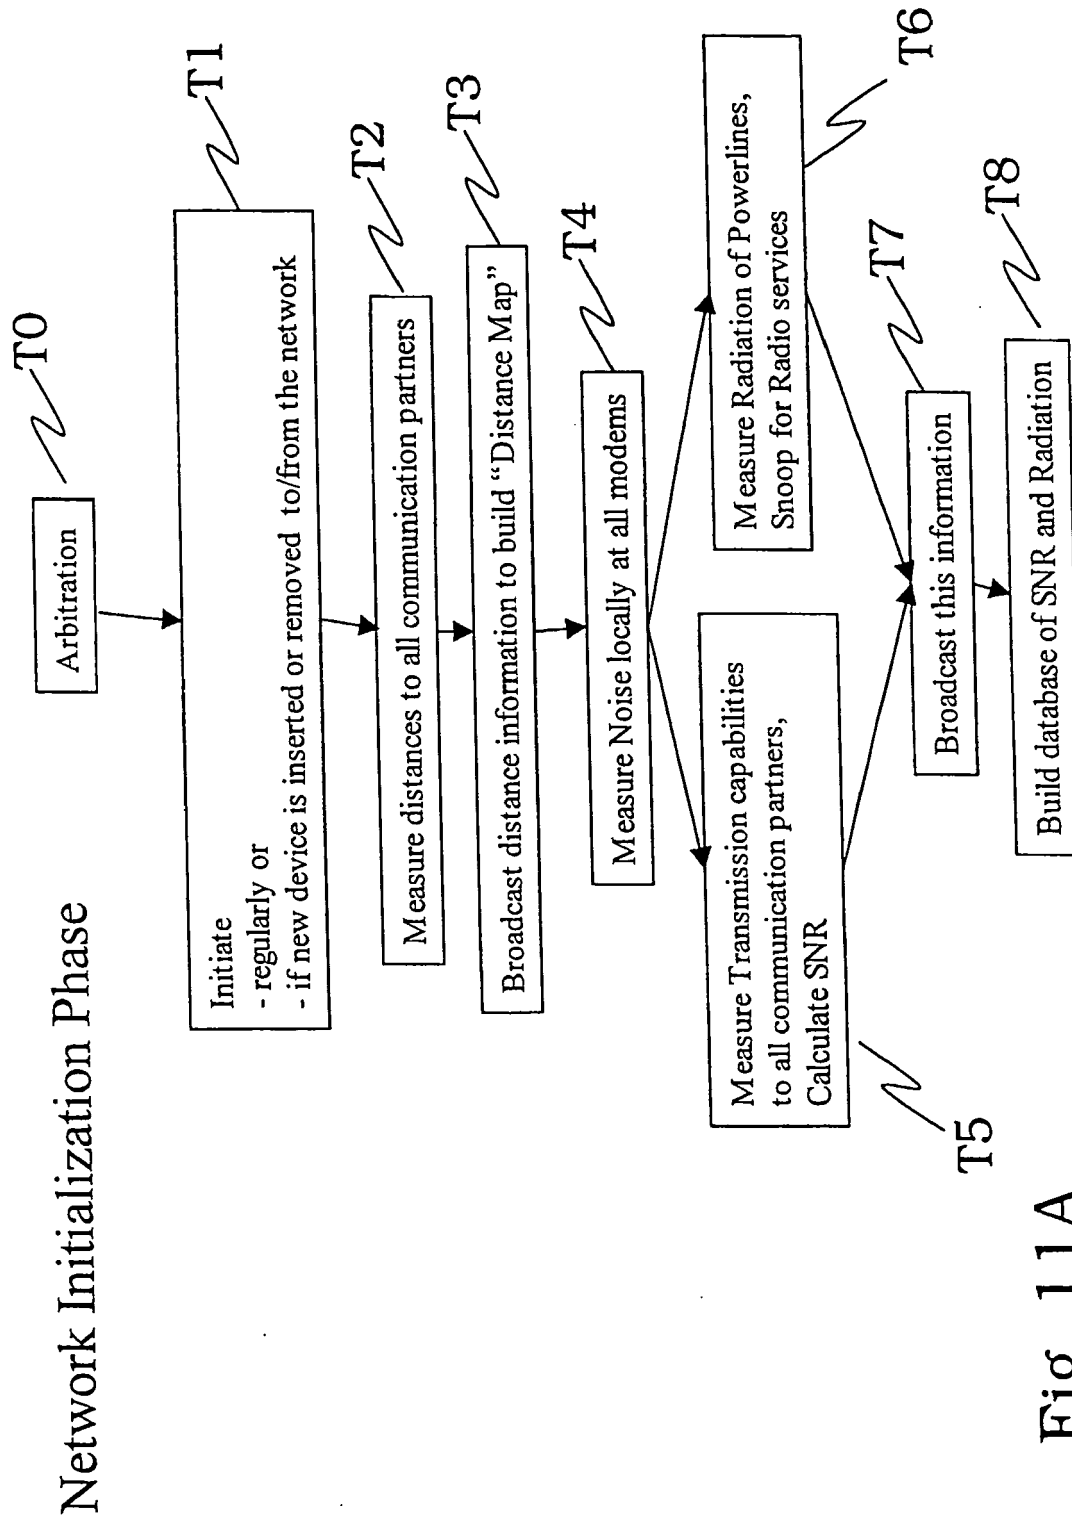 Network Initialization Phase
Arbitration
T0
Initiate
- regularly or
- if new device is inserted or removed to/from the network
T1
Measure distances to all communication partners
T2
Broadcast distance information to build “Distance Map”
T3
Measure Noise locally at all modems
T4
Measure Transmission capabilities
to all communication partners,
Calculate SNR
T5
Measure Radiation of Powerlines,
Snoop for Radio services
T6
Broadcast this information
T7
Build database of SNR and Radiation
T8
Fig. 11A